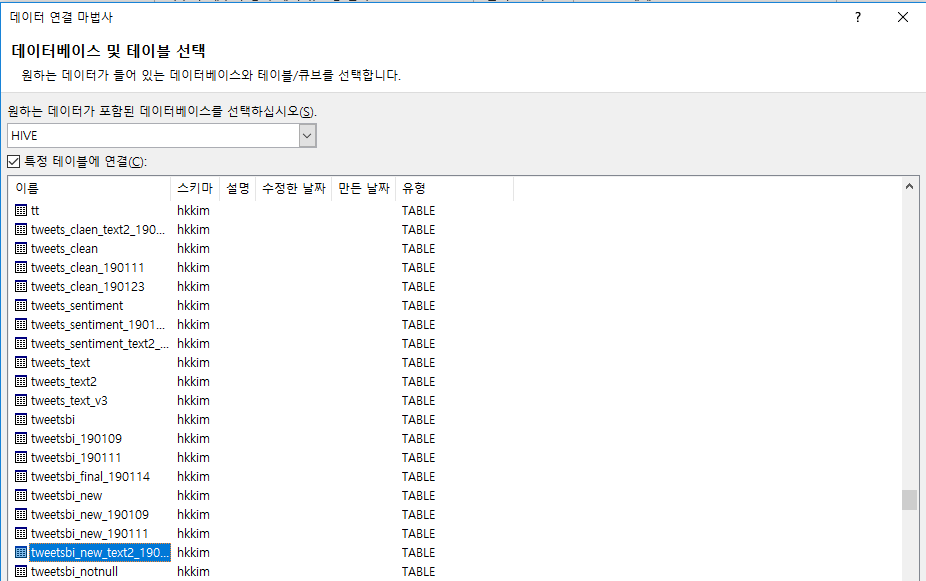 데이터 연결 마법사 ?
데이터베이스 및 테이블 선택
원하는 데이터가 들어 있는 데이터베이스와 테이블/큐브를 선택합니다.
원하는 데이터가 포함된 데이터베이스를 선택하십시오(S).
HIVE
특정 테이블에 연결(C):
이름 스키마 설명 수정한 날짜 만든 날짜 유형
tt hkkim TABLE
tweets_claen_text2_190... hkkim TABLE
tweets_clean hkkim TABLE
tweets_clean_190111 hkkim TABLE
tweets_clean_190123 hkkim TABLE
tweets_sentiment hkkim TABLE
tweets_sentiment_1901... hkkim TABLE
tweets_sentiment_text2_... hkkim TABLE
tweets_text hkkim TABLE
tweets_text2 hkkim TABLE
tweets_text_v3 hkkim TABLE
tweetsbi hkkim TABLE
tweetsbi_190109 hkkim TABLE
tweetsbi_190111 hkkim TABLE
tweetsbi_final_190114 hkkim TABLE
tweetsbi_new hkkim TABLE
tweetsbi_new_190109 hkkim TABLE
tweetsbi_new_190111 hkkim TABLE
tweetsbi_new_text2_190... hkkim TABLE
tweetsbi_notnull hkkim TABLE